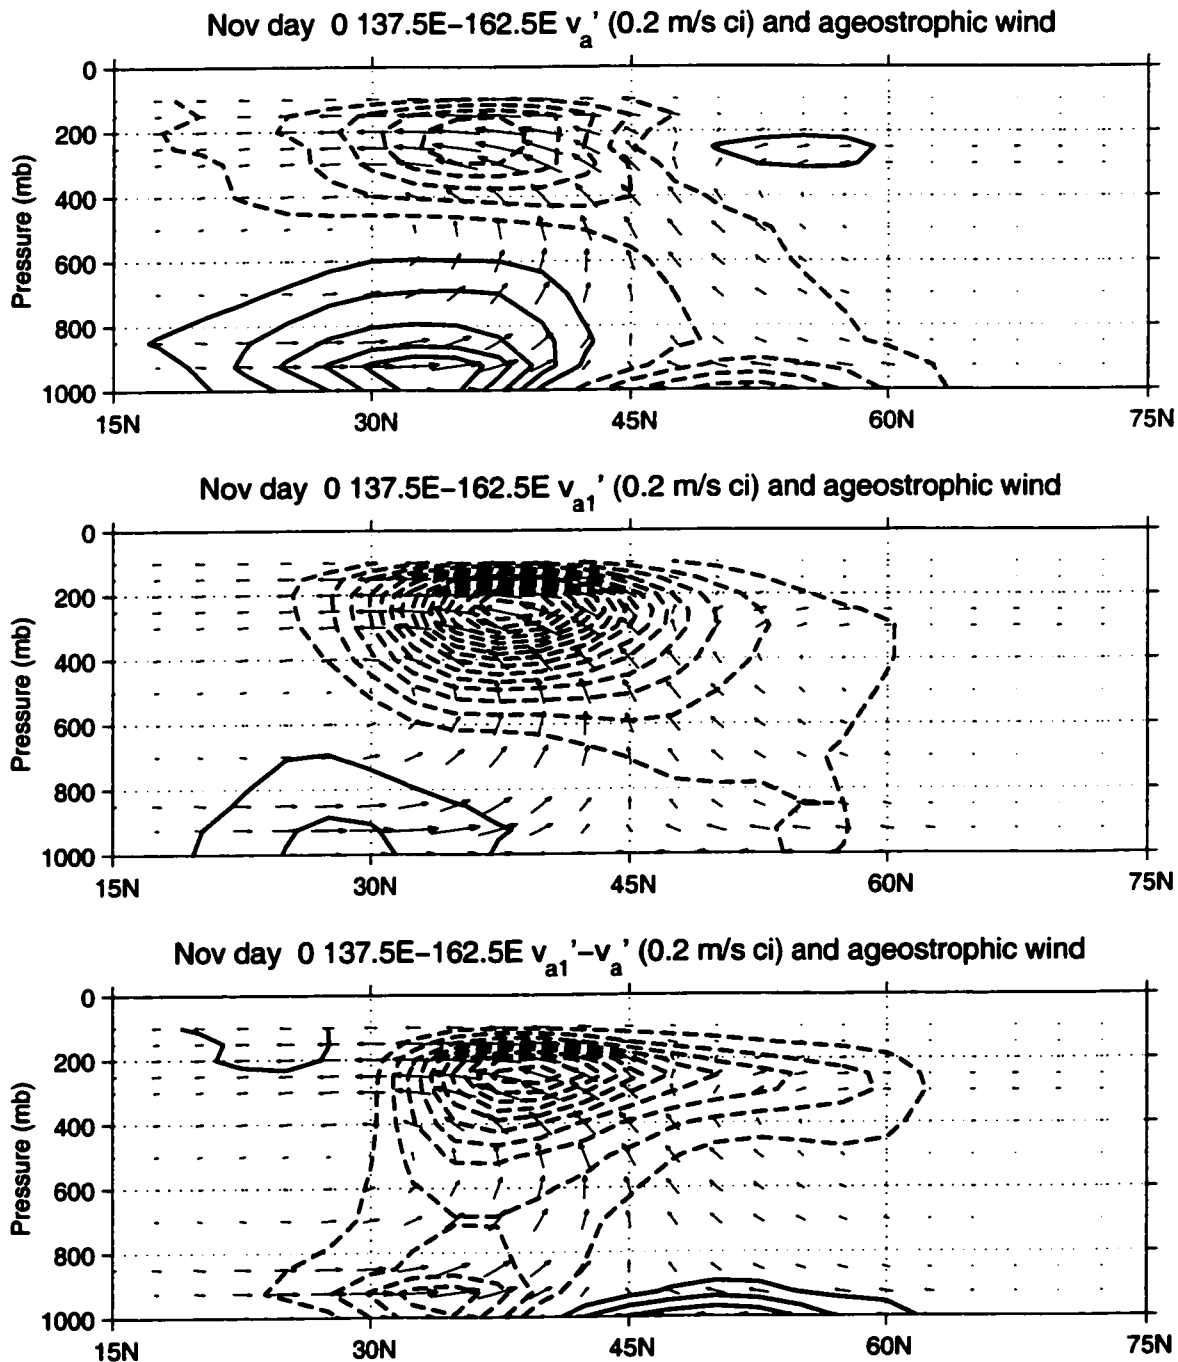 Nov day 0 137.5E−162.5E v_a' (0.2 m/s ci) and ageostrophic wind
0
200
400
600
800
1000
Pressure (mb)
15N 30N 45N 60N 75N
Nov day 0 137.5E−162.5E v_a1' (0.2 m/s ci) and ageostrophic wind
0
200
400
600
800
1000
Pressure (mb)
15N 30N 45N 60N 75N
Nov day 0 137.5E−162.5E v_a1'−v_a' (0.2 m/s ci) and ageostrophic wind
0
200
400
600
800
1000
Pressure (mb)
15N 30N 45N 60N 75N